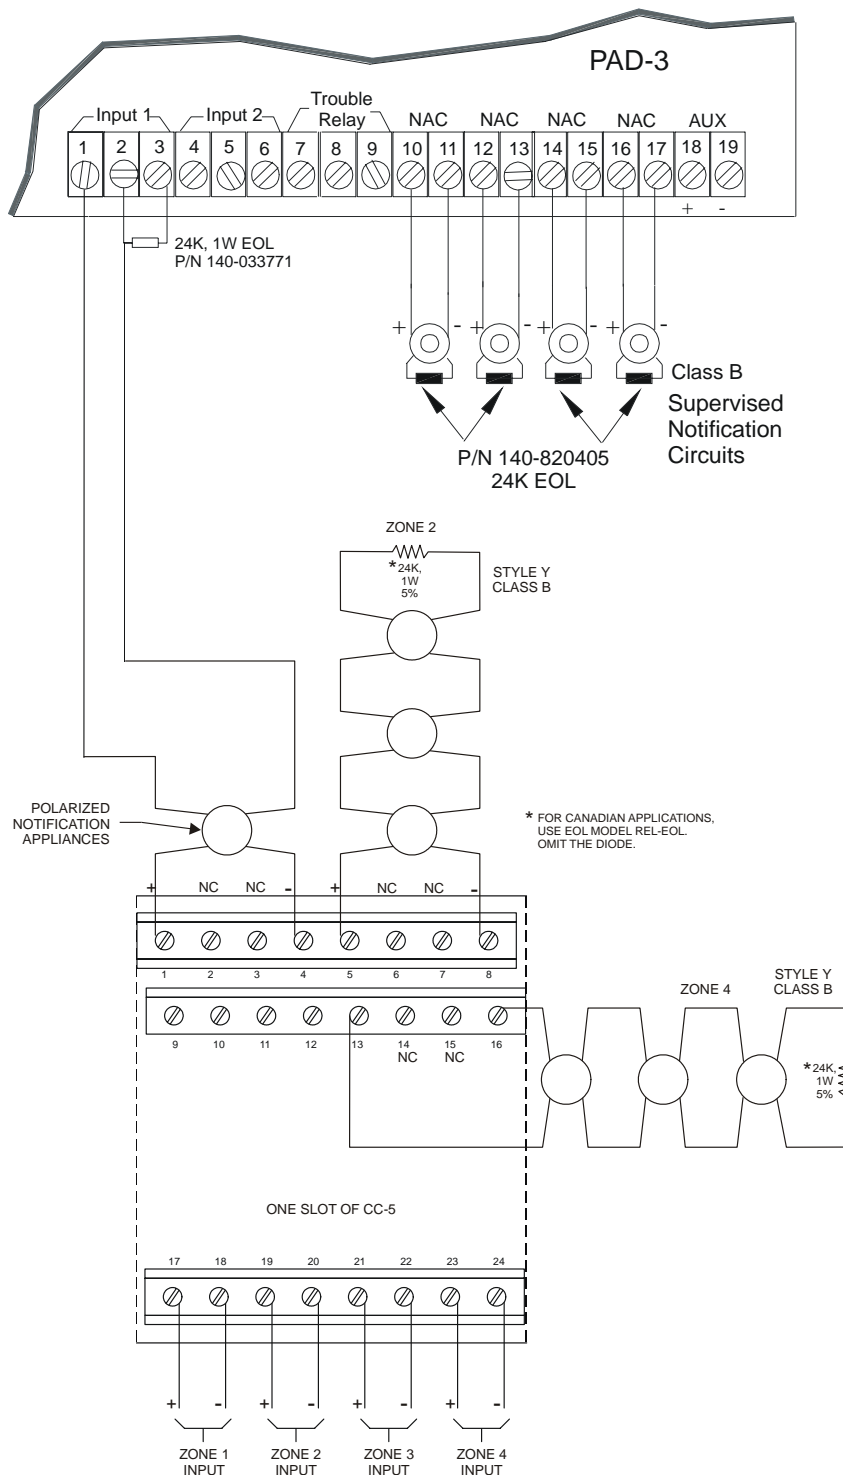 PAD-3
Input 1
Input 2
Trouble
Relay
NAC
NAC
NAC
NAC
AUX
1 2 3 4 5 6 7 8 9 10 11 12 13 14 15 16 17 18 19
+ -
24K, 1W EOL
P/N 140-033771
+ - + - + - + -
Class B
Supervised
Notification
Circuits
P/N 140-820405
24K EOL
ZONE 2
*24K,
1W
5%
STYLE Y
CLASS B
POLARIZED
NOTIFICATION
APPLIANCES
* FOR CANADIAN APPLICATIONS,
USE EOL MODEL REL-EOL.
OMIT THE DIODE.
+ NC NC - + NC NC -
1 2 3 4 5 6 7 8
ZONE 4
STYLE Y
CLASS B
9 10 11 12 13 14 15 16
NC NC
*24K,
1W
5%
ONE SLOT OF CC-5
17 18 19 20 21 22 23 24
+ - + - + - + -
ZONE 1
INPUT
ZONE 2
INPUT
ZONE 3
INPUT
ZONE 4
INPUT